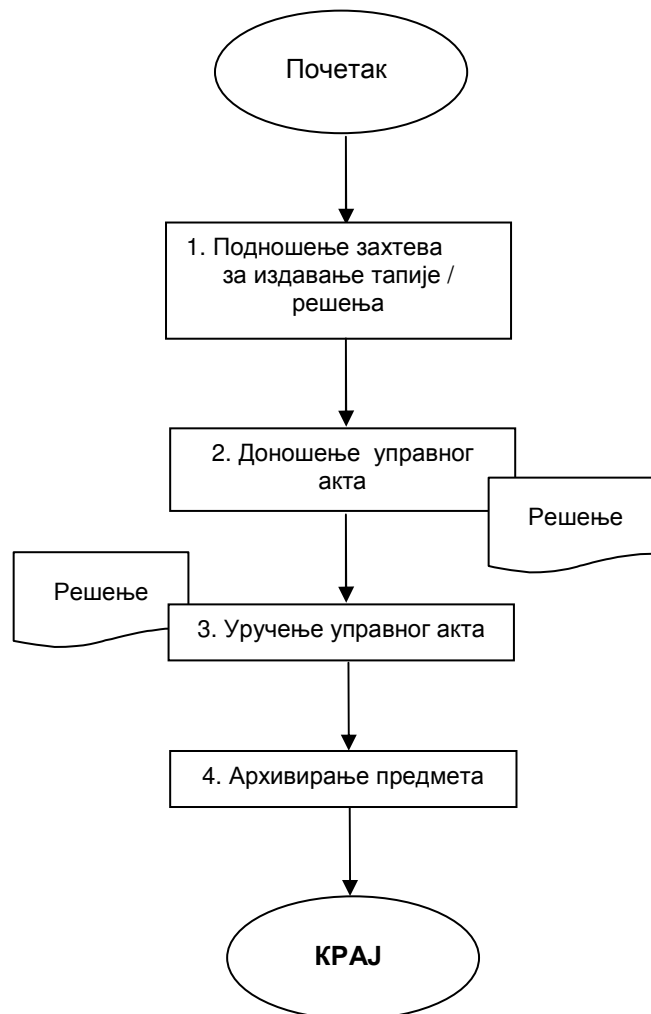 Почетак
1. Подношење захтева
за издавање тапије /
решења
2. Доношење управног
акта
Решење
Решење
3. Уручење управног акта
4. Архивирање предмета
КРАЈ